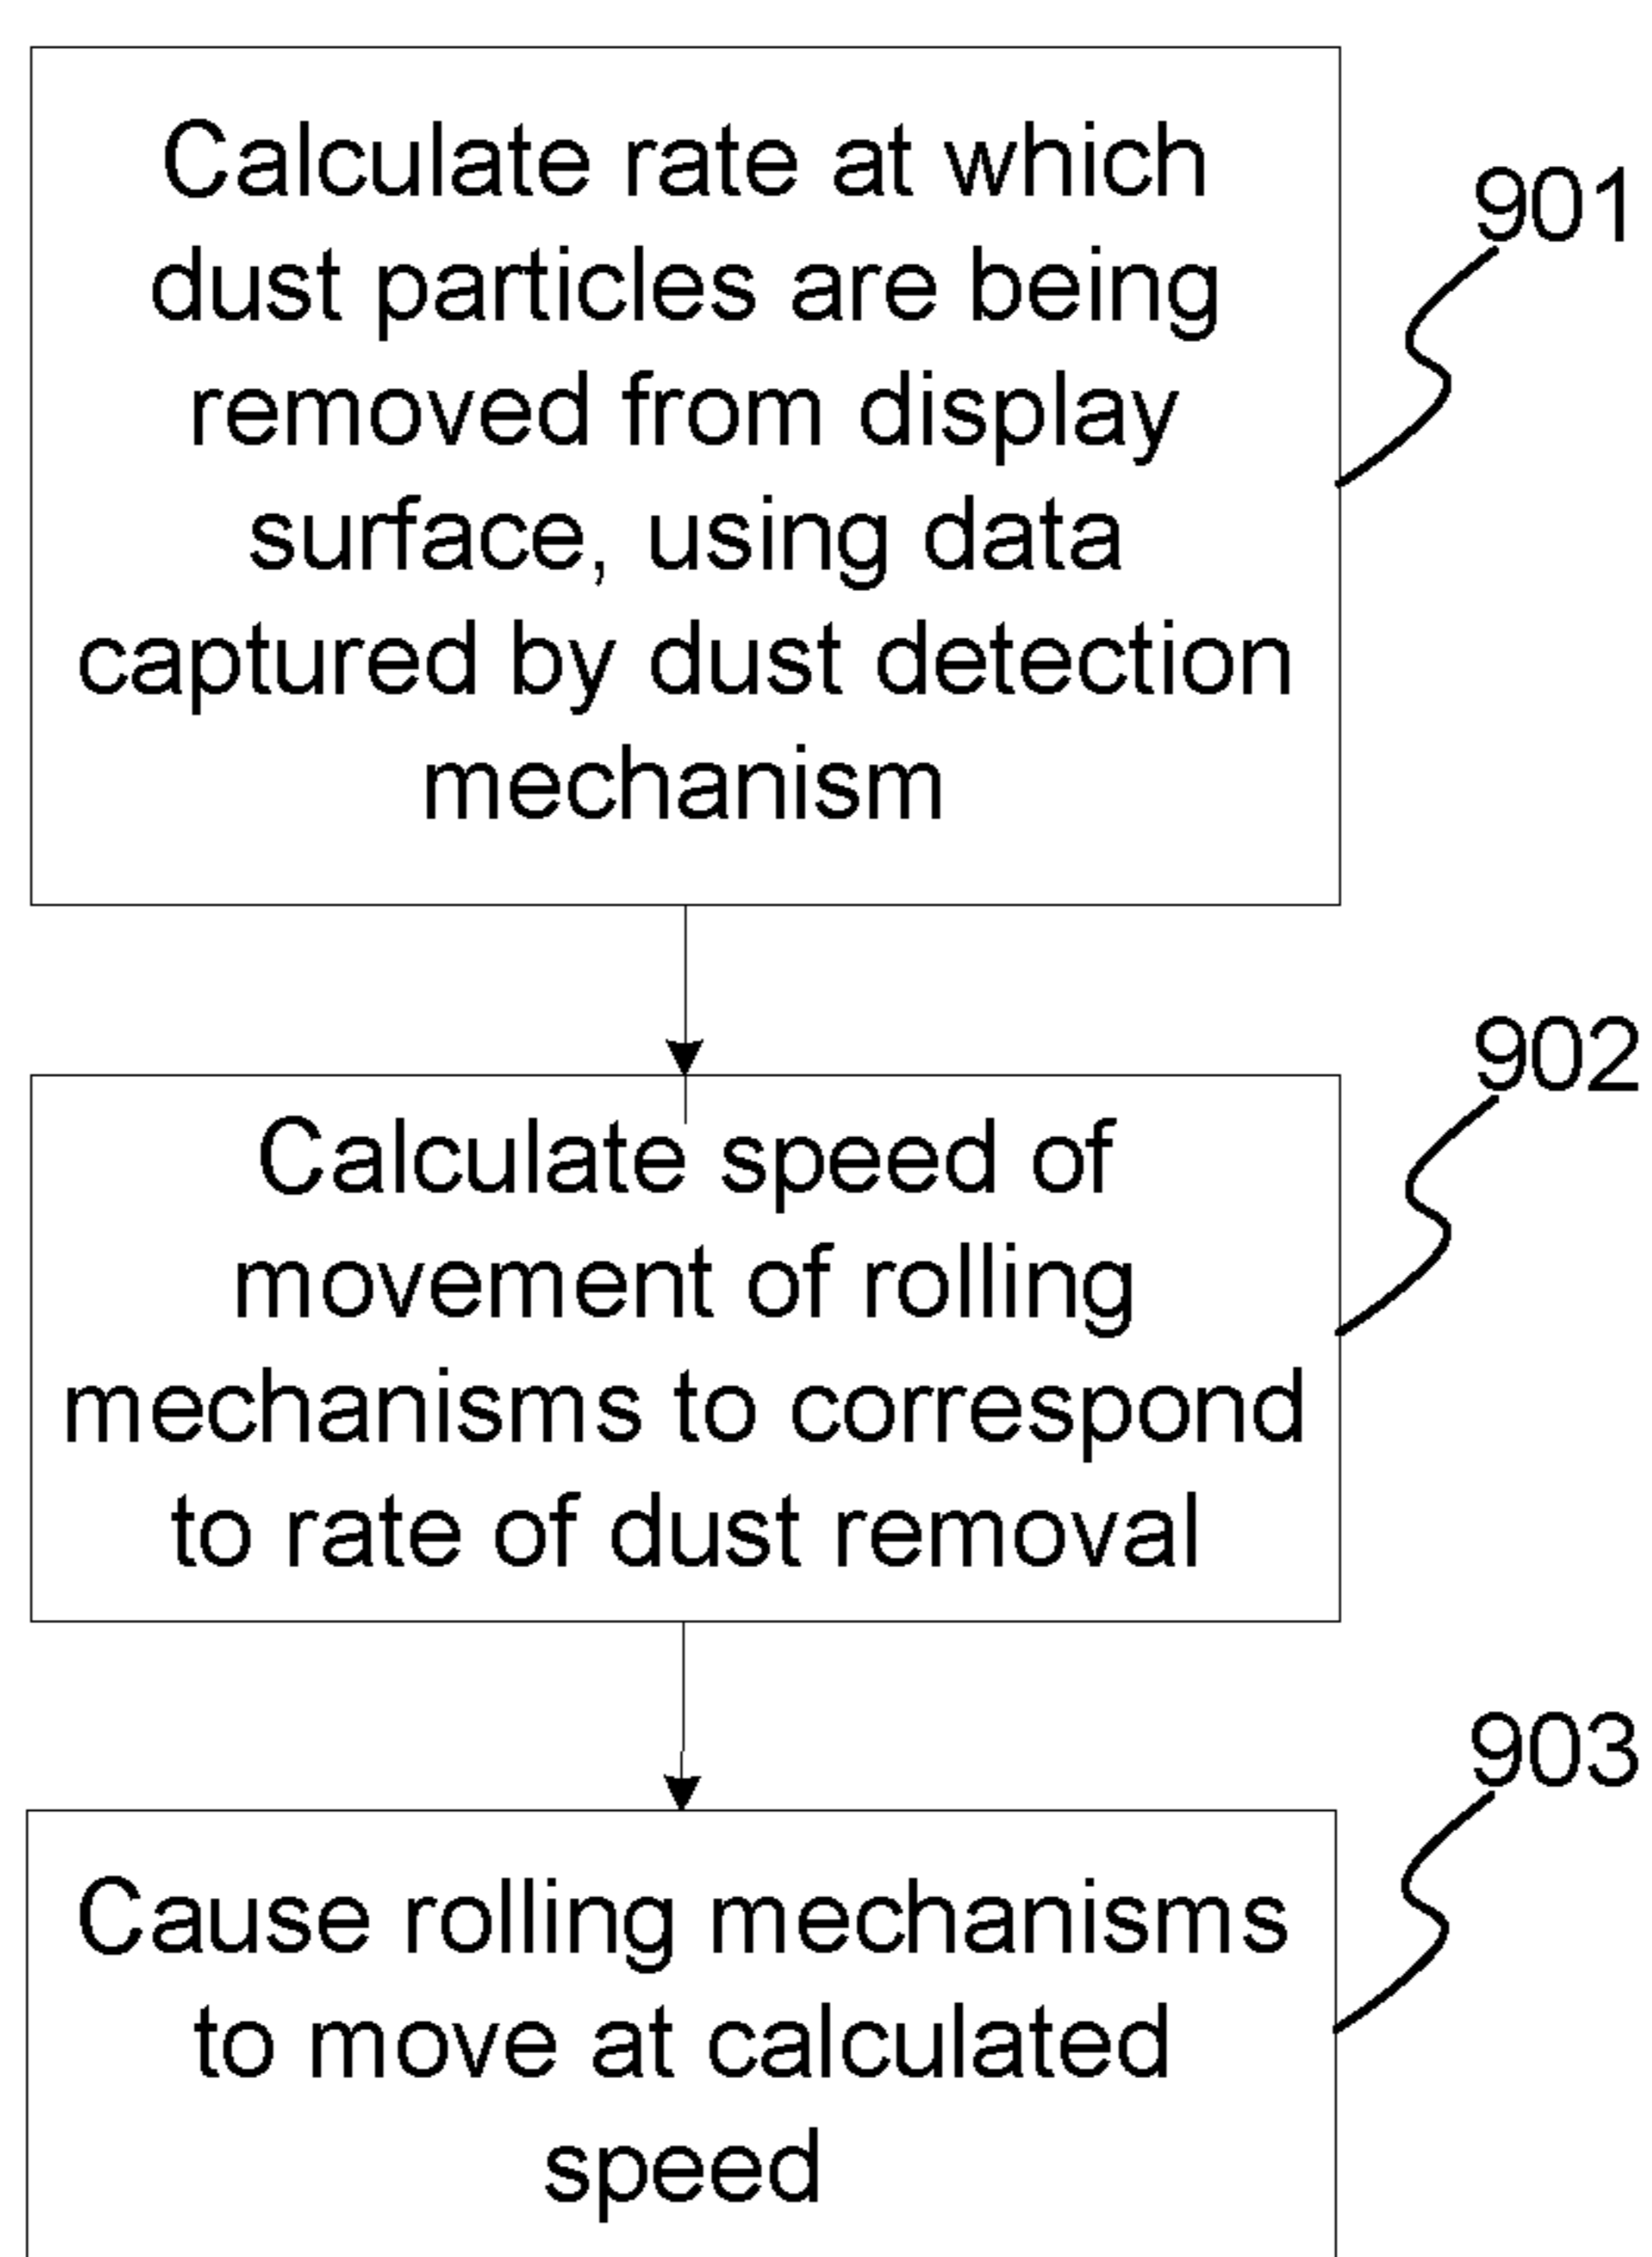 Calculate rate at which
dust particles are being
removed from display
surface, using data
captured by dust detection
mechanism
901
Calculate speed of
movement of rolling
mechanisms to correspond
to rate of dust removal
902
Cause rolling mechanisms
to move at calculated
speed
903